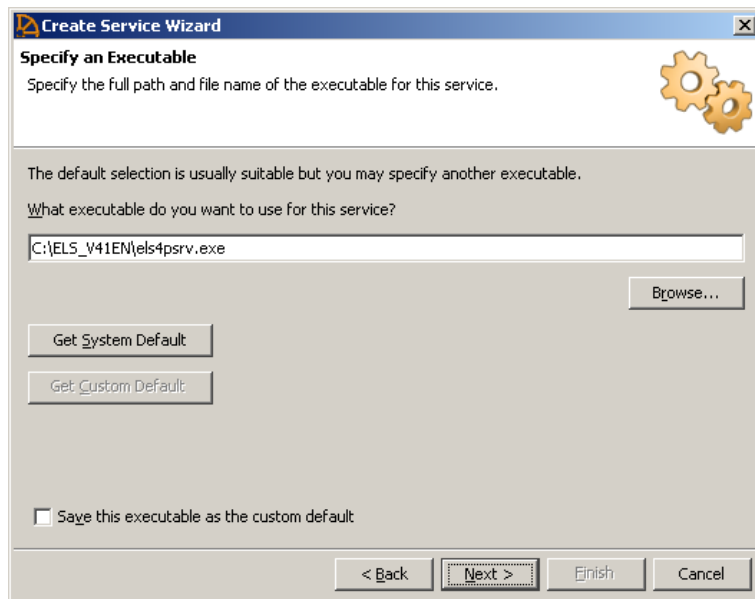 Create Service Wizard
Specify an Executable
Specify the full path and file name of the executable for this service.
The default selection is usually suitable but you may specify another executable.
What executable do you want to use for this service?
C:\ELS_V41EN\els4psrv.exe
Browse...
Get System Default
Get Custom Default
Save this executable as the custom default
< Back
Next >
Finish
Cancel